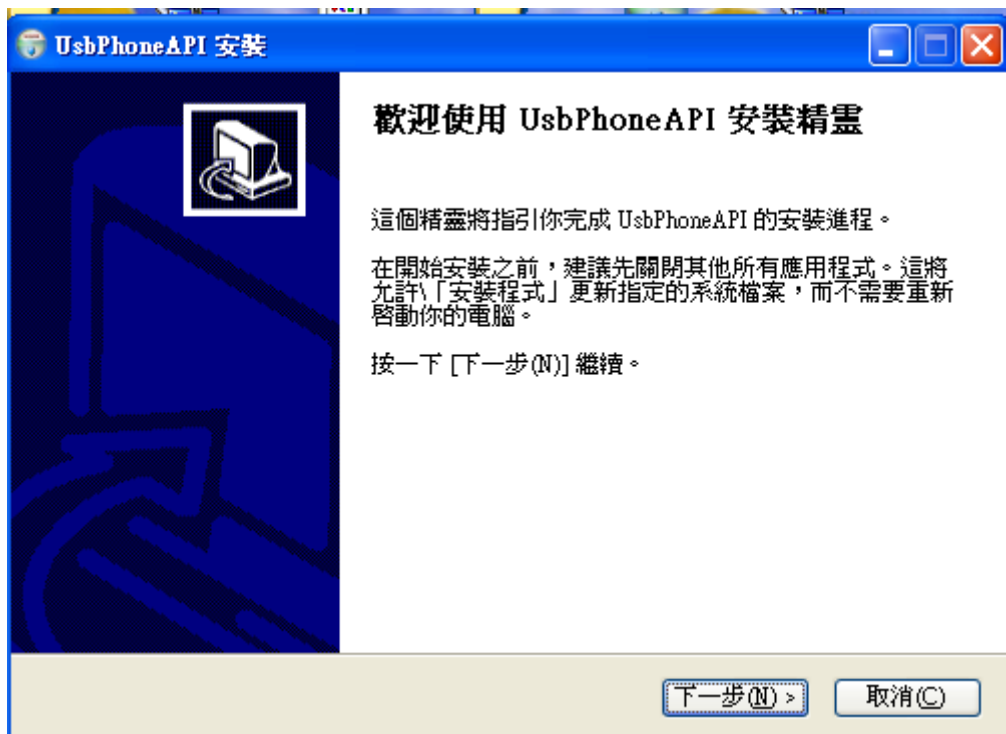 UsbPhoneAPI 安裝
歡迎使用 UsbPhoneAPI 安裝精靈
這個精靈將指引你完成 UsbPhoneAPI 的安裝進程。
在開始安裝之前，建議先關閉其他所有應用程式。這將
允許\「安裝程式」更新指定的系統檔案，而不需要重新
啓動你的電腦。
按一下 [下一步(N)] 繼續。
下一步(N) >
取消(C)